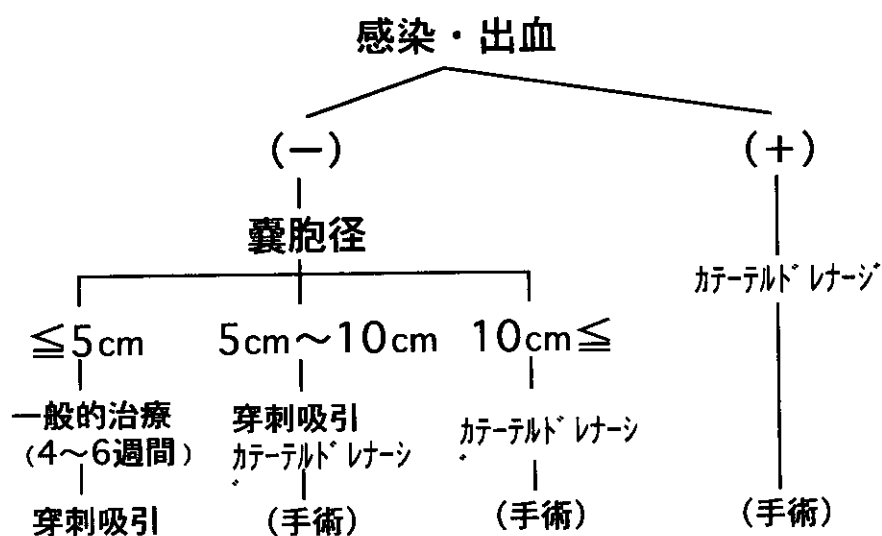 感染・出血
(−) (+)
嚢胞径
カテーテルドレナージ
≦5cm 5cm〜10cm 10cm≦
一般的治療 穿刺吸引 カテーテルドレナージ
(4〜6週間) カテーテルドレナージ
穿刺吸引 (手術) (手術) (手術)